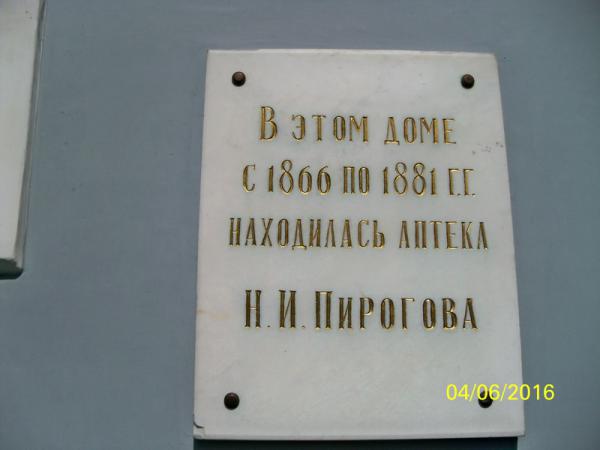 В этом доме
с 1866 по 1881 г.г.
находилась аптека
Н.И.Пирогова
04/06/2016